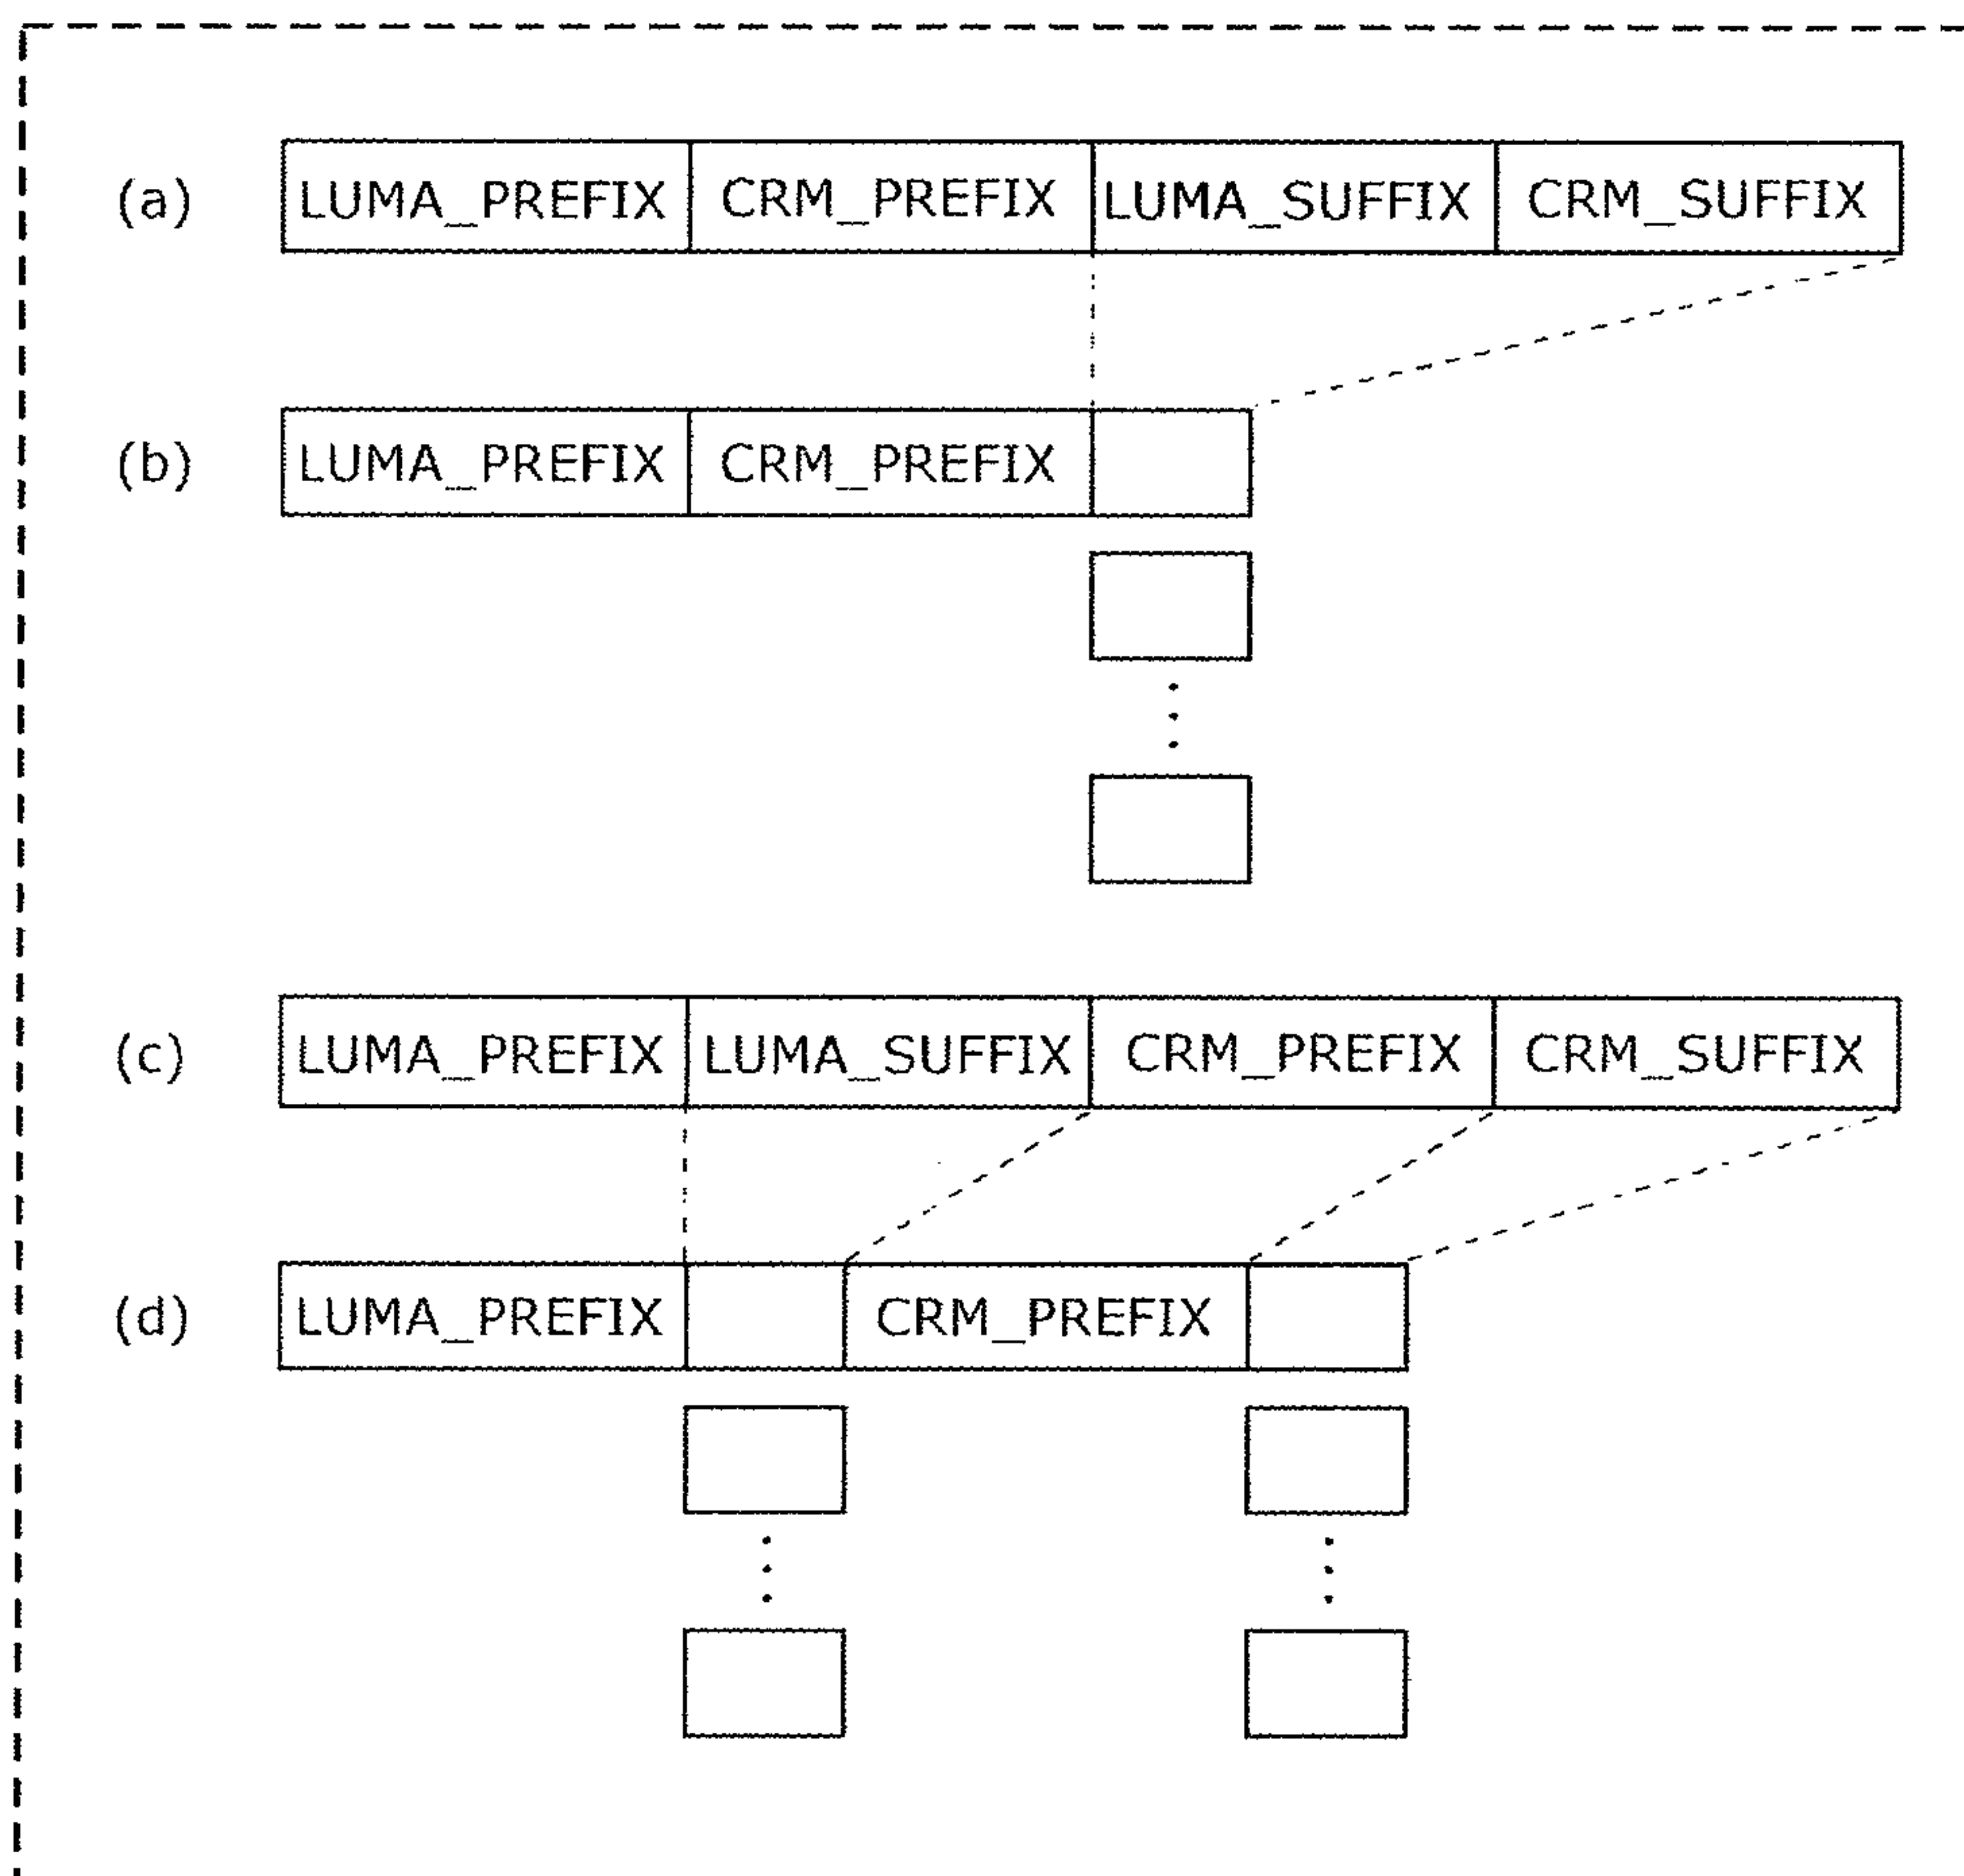 (a) LUMA_PREFIX CRM_PREFIX LUMA_SUFFIX CRM_SUFFIX
(b) LUMA_PREFIX CRM_PREFIX
(c) LUMA_PREFIX LUMA_SUFFIX CRM_PREFIX CRM_SUFFIX
(d) LUMA_PREFIX CRM_PREFIX